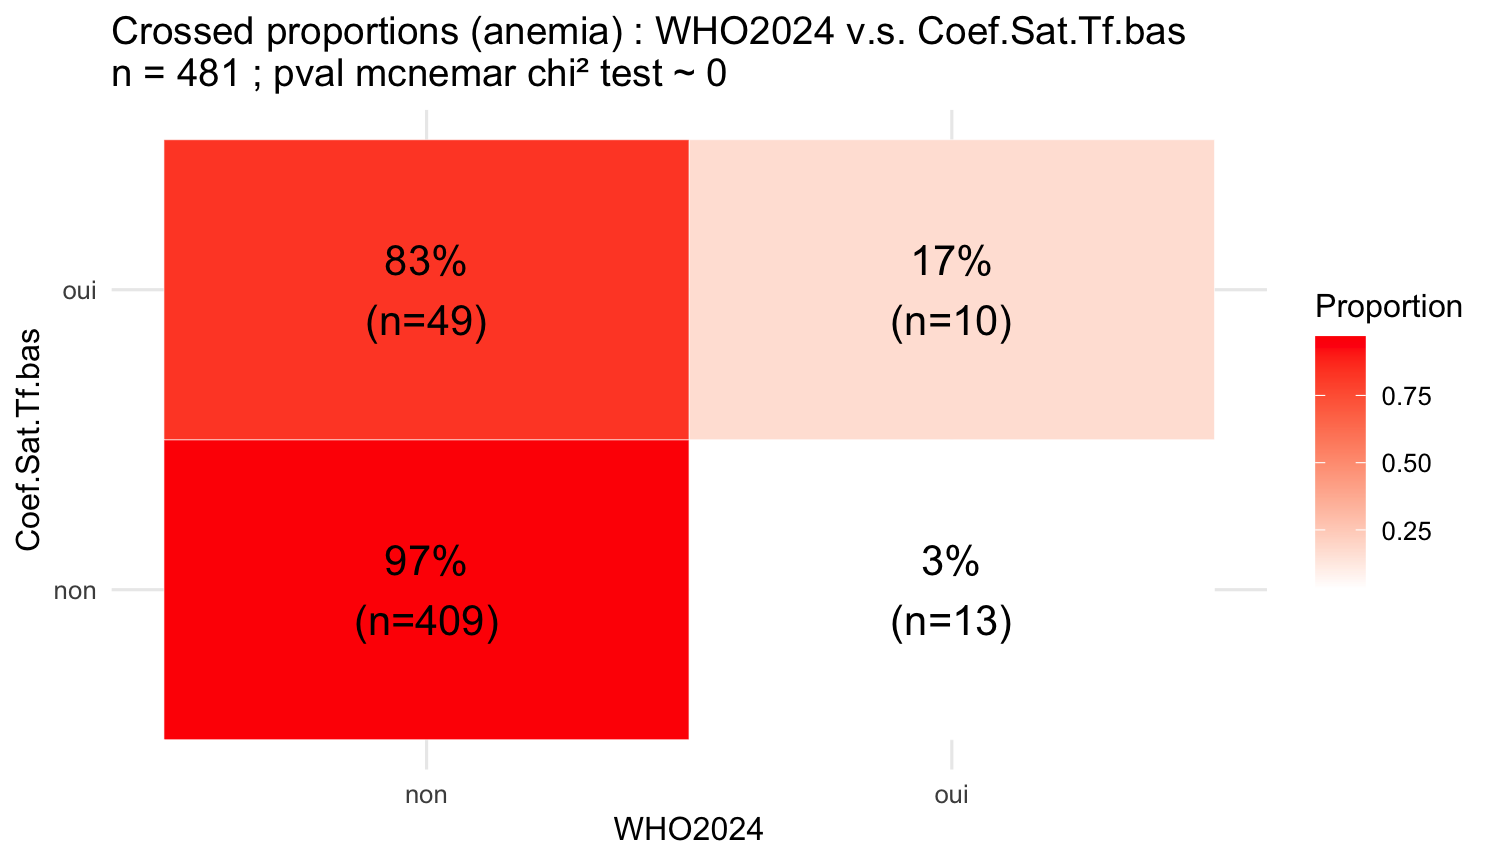 Crossed proportions (anemia) : WHO2024 v.s. Coef.Sat.Tf.bas
n = 481 ; pval mcnemar chi² test ~ 0
83%
(n=49)
17%
(n=10)
97%
(n=409)
3%
(n=13)
oui
non
Coef.Sat.Tf.bas
non
oui
WHO2024
Proportion
0.75
0.50
0.25